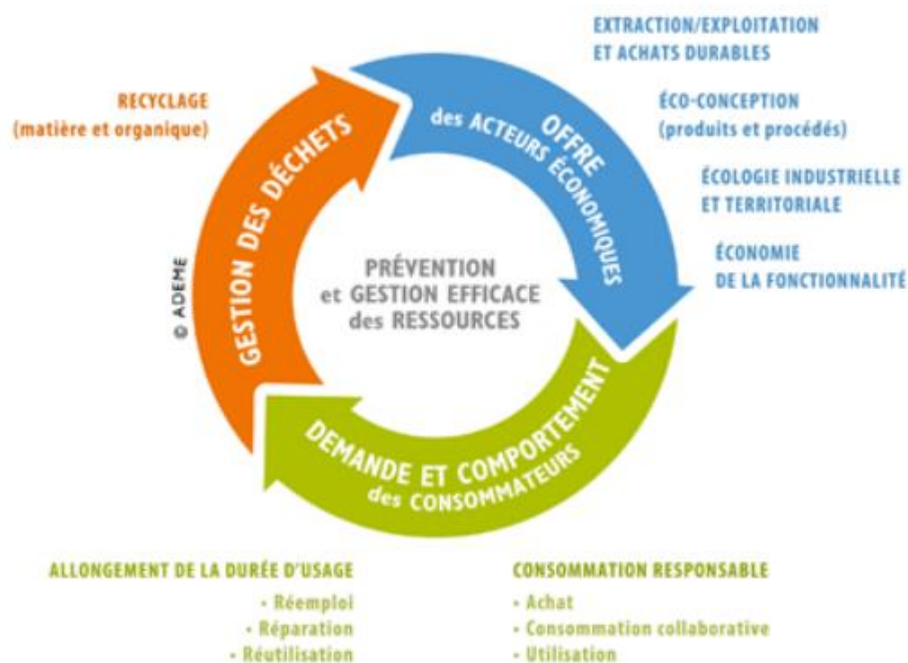 EXTRACTION/EXPLOITATION
ET ACHATS DURABLES
ÉCO-CONCEPTION
(produits et procédés)
ÉCOLOGIE INDUSTRIELLE
ET TERRITORIALE
ÉCONOMIE
DE LA FONCTIONNALITÉ
RECYCLAGE
(matière et organique)
OFFRE
des ACTEURS ÉCONOMIQUES
GESTION DES DÉCHETS
PRÉVENTION
et GESTION EFFICACE
des RESSOURCES
© ADEME
DEMANDE ET COMPORTEMENT
des CONSOMMATEURS
ALLONGEMENT DE LA DURÉE D'USAGE
• Réemploi
• Réparation
• Réutilisation
CONSOMMATION RESPONSABLE
• Achat
• Consommation collaborative
• Utilisation